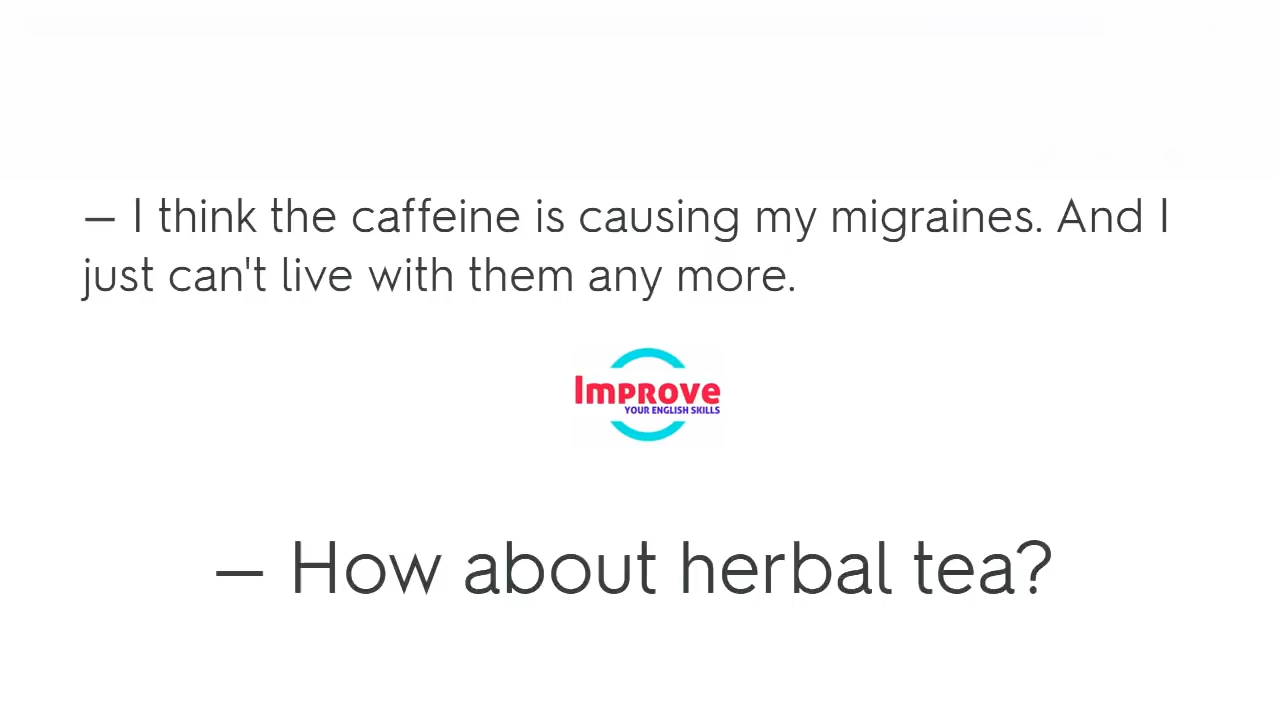 — I think the caffeine is causing my migraines. And I
just can't live with them any more.
Improve
YOUR ENGLISH SKILLS
— How about herbal tea?